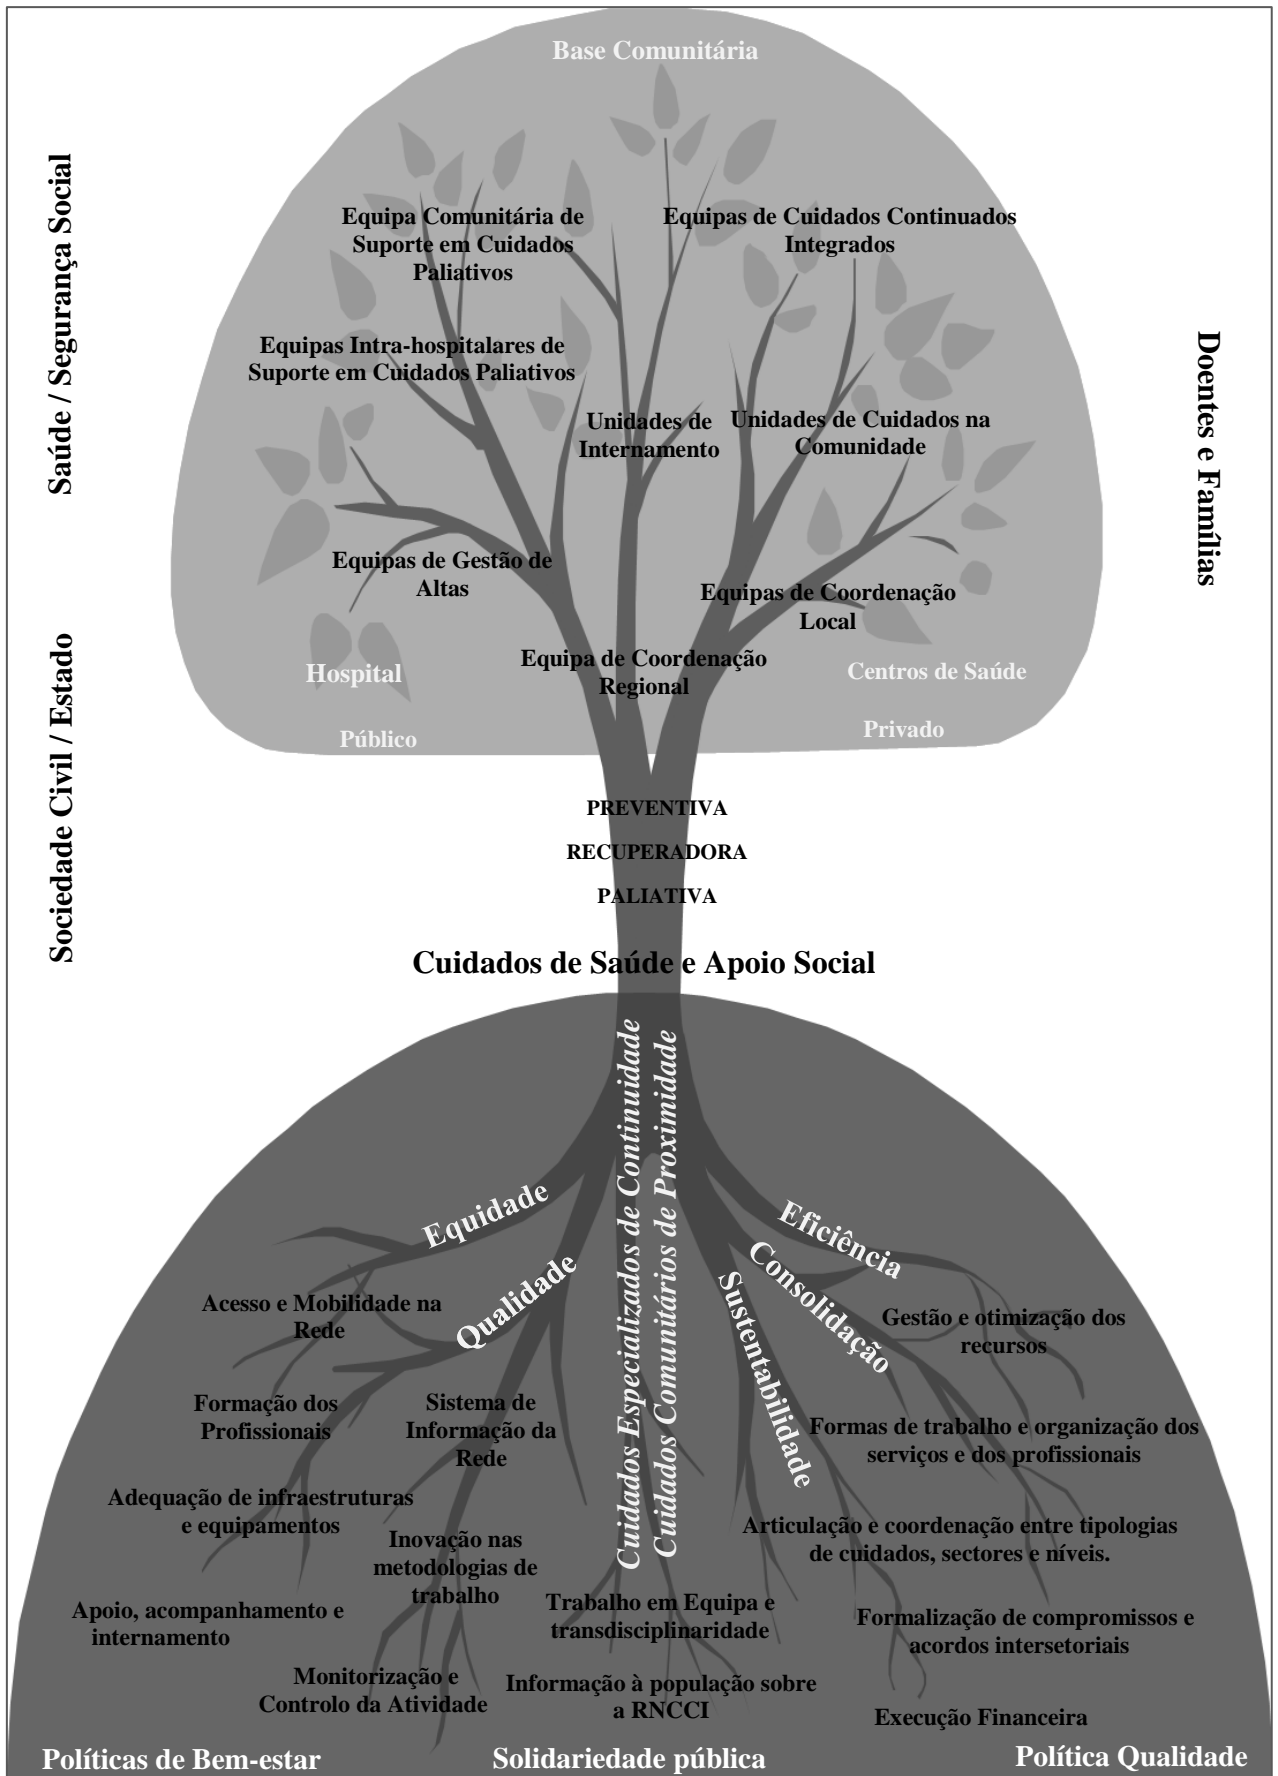 Base Comunitária
Saúde / Segurança Social
Equipa Comunitária de
Suporte em Cuidados
Paliativos
Equipas de Cuidados Continuados
Integrados
Equipas Intra-hospitalares de
Suporte em Cuidados Paliativos
Doentes e Famílias
Unidades de
Internamento
Unidades de Cuidados na
Comunidade
Equipas de Gestão de
Altas
Equipas de Coordenação
Local
Sociedade Civil / Estado
Equipa de Coordenação
Regional
Hospital
Centros de Saúde
Público
Privado
PREVENTIVA
RECUPERADORA
PALIATIVA
Cuidados de Saúde e Apoio Social
Cuidados Especializados de Continuidade
Cuidados Comunitários de Proximidade
Equidade
Qualidade
Eficiência
Consolidação
Sustentabilidade
Acesso e Mobilidade na
Rede
Gestão e otimização dos
recursos
Formação dos
Profissionais
Sistema de
Informação da
Rede
Formas de trabalho e organização dos
serviços e dos profissionais
Adequação de infraestruturas
e equipamentos
Inovação nas
metodologias de
trabalho
Articulação e coordenação entre tipologias
de cuidados, sectores e níveis.
Apoio, acompanhamento e
internamento
Trabalho em Equipa e
transdisciplinaridade
Formalização de compromissos e
acordos intersetoriais
Monitorização e
Controlo da Atividade
Informação à população sobre
a RNCCI
Execução Financeira
Políticas de Bem-estar
Solidariedade pública
Política Qualidade